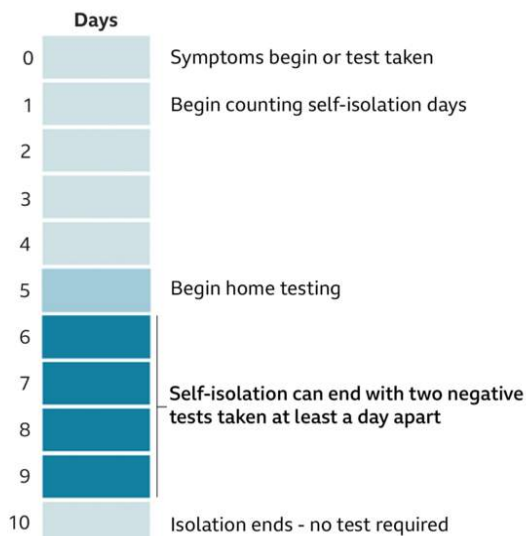 Days
0 Symptoms begin or test taken
1 Begin counting self-isolation days
2
3
4
5 Begin home testing
6
7
Self-isolation can end with two negative
tests taken at least a day apart
8
9
10 Isolation ends - no test required